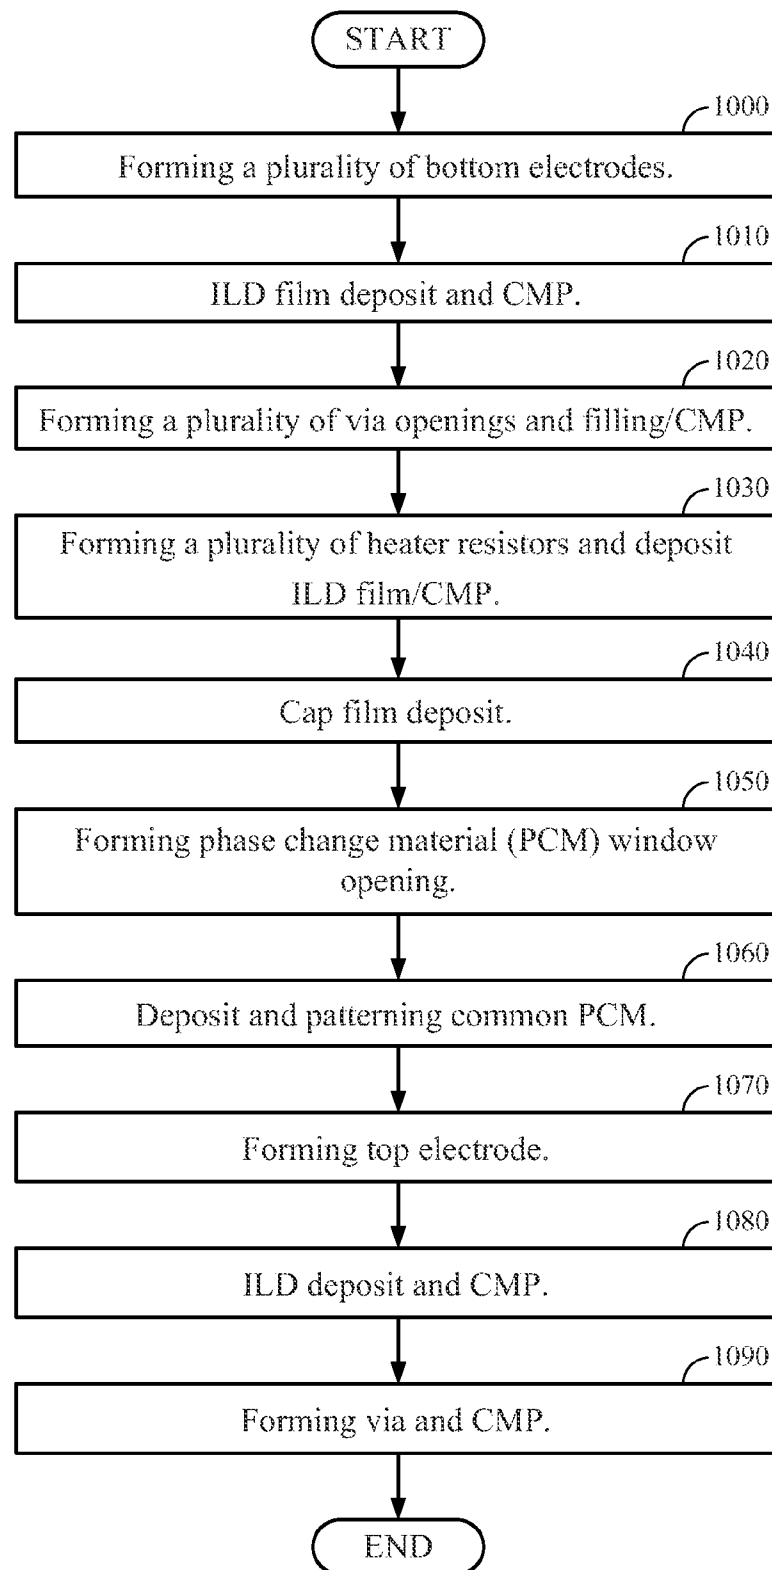 START
1000
Forming a plurality of bottom electrodes.
1010
ILD film deposit and CMP.
1020
Forming a plurality of via openings and filling/CMP.
1030
Forming a plurality of heater resistors and deposit
ILD film/CMP.
1040
Cap film deposit.
1050
Forming phase change material (PCM) window
opening.
1060
Deposit and patterning common PCM.
1070
Forming top electrode.
1080
ILD deposit and CMP.
1090
Forming via and CMP.
END